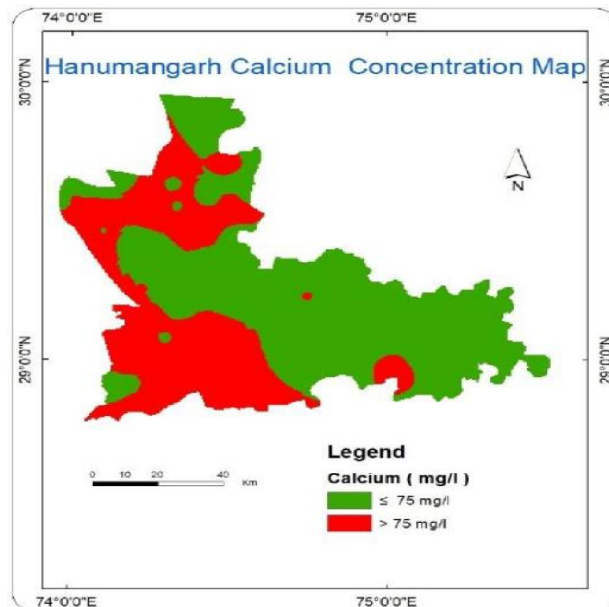 74°0'0"E 75°0'0"E
Hanumangarh Calcium Concentration Map
30°0'0"N 30°0'0"N
N
29°0'0"N 29°0'0"N
Legend
Calcium ( mg/l )
0 10 20 40
Km
≤ 75 mg/l
> 75 mg/l
74°0'0"E 75°0'0"E